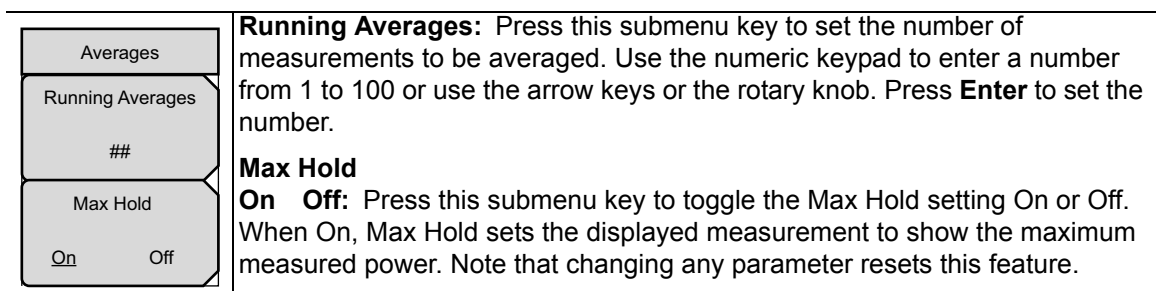 Averages
Running Averages
##
Max Hold
On Off
Running Averages: Press this submenu key to set the number of
measurements to be averaged. Use the numeric keypad to enter a number
from 1 to 100 or use the arrow keys or the rotary knob. Press Enter to set the
number.
Max Hold
On Off: Press this submenu key to toggle the Max Hold setting On or Off.
When On, Max Hold sets the displayed measurement to show the maximum
measured power. Note that changing any parameter resets this feature.